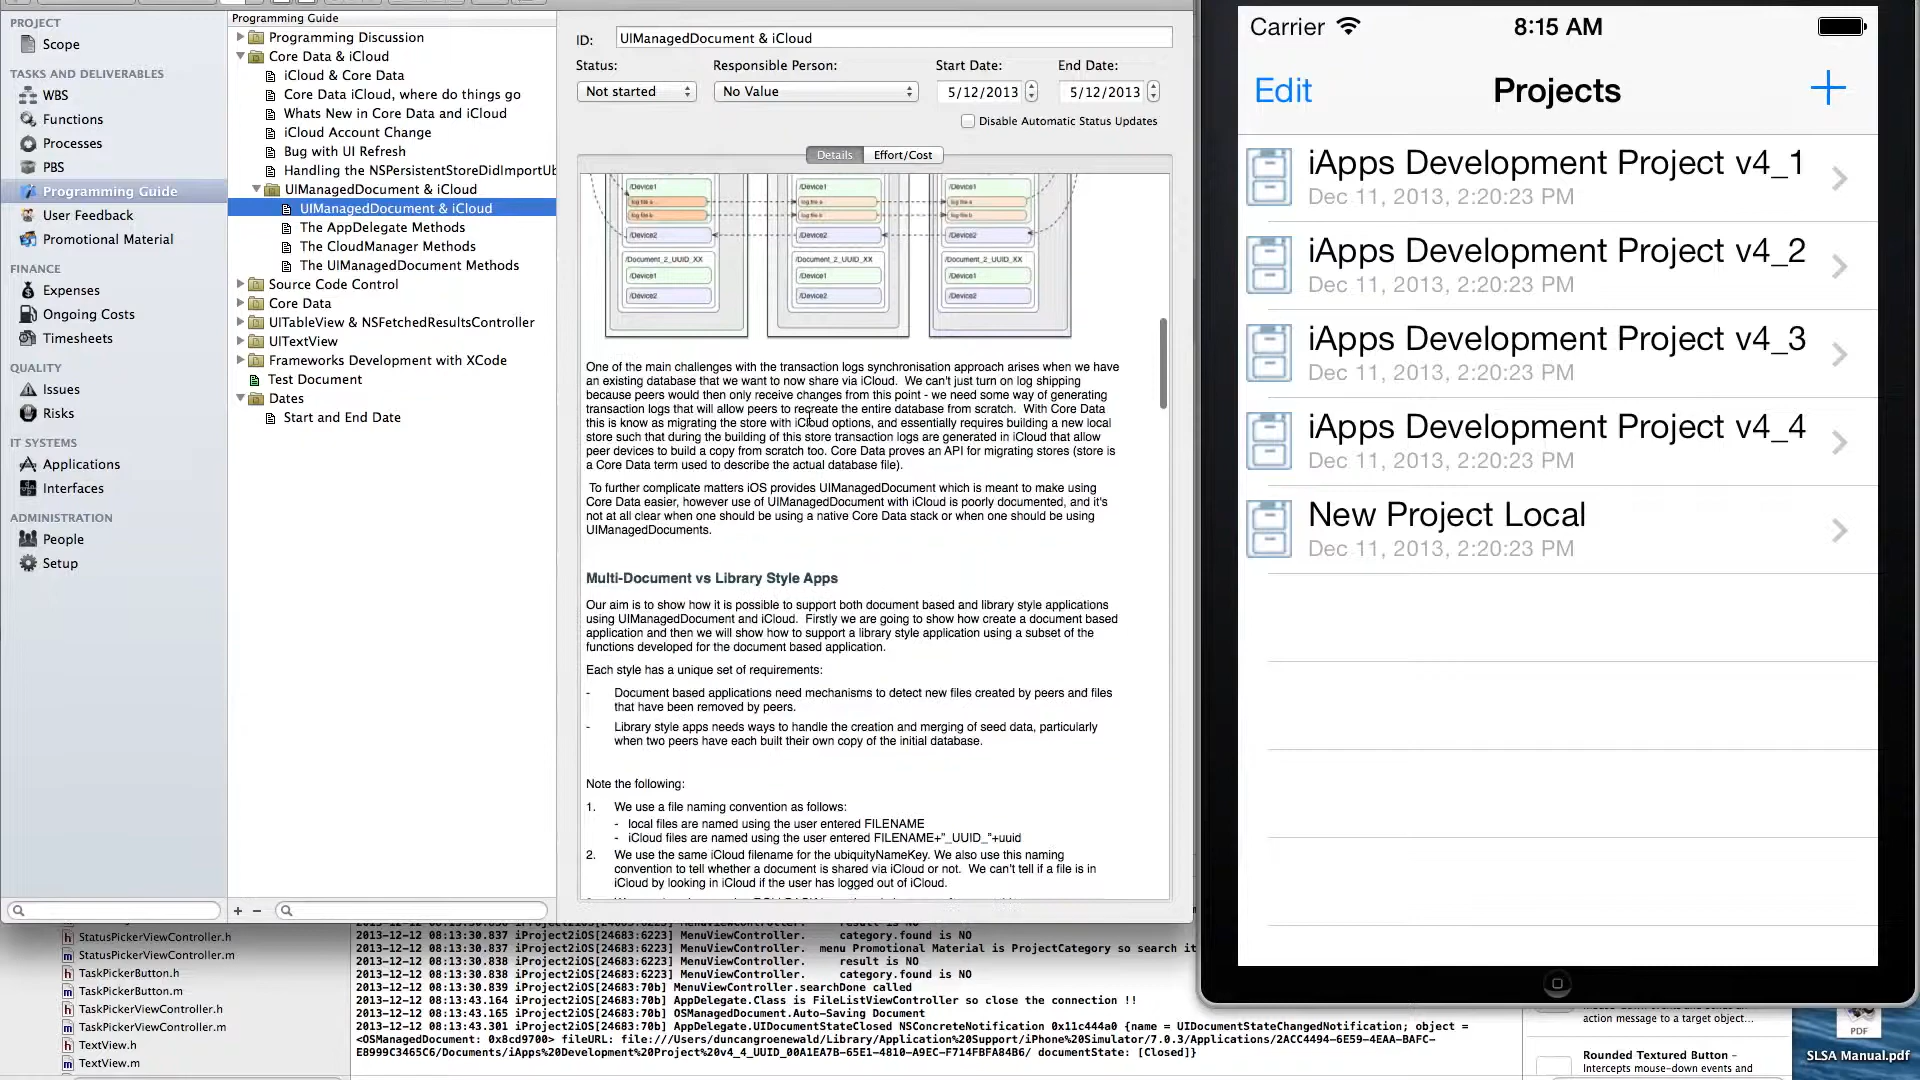 PROJECT
Scope
TASKS AND DELIVERABLES
WBS
Functions
Processes
PBS
Programming Guide
User Feedback
Promotional Material
FINANCE
Expenses
Ongoing Costs
Timesheets
QUALITY
Issues
Risks
IT SYSTEMS
Applications
Interfaces
ADMINISTRATION
People
Setup
Programming Guide
Programming Discussion
Core Data & iCloud
iCloud & Core Data
Core Data iCloud, where do things go
Whats New in Core Data and iCloud
iCloud Account Change
Bug with UI Refresh
Handling the NSPersistentStoreDidImportUb
UIManagedDocument & iCloud
UIManagedDocument & iCloud
The AppDelegate Methods
The CloudManager Methods
The UIManagedDocument Methods
Source Code Control
Core Data
UITableView & NSFetchedResultsController
UITextView
Frameworks Development with XCode
Test Document
Dates
Start and End Date
ID: UIManagedDocument & iCloud
Status: Responsible Person: Start Date: End Date:
Not started No Value 5/12/2013 5/12/2013
Disable Automatic Status Updates
Details Effort/Cost
/Device1 /Device1 /Device1
log file a log file a log file a
log file b log file b log file b
/Device2 /Device2 /Device2
/Document_2_UUID_XX /Document_2_UUID_XX /Document_2_UUID_XX
/Device1 /Device1 /Device1
/Device2 /Device2 /Device2
One of the main challenges with the transaction logs synchronisation approach arises when we have
an existing database that we want to now share via iCloud.  We can't just turn on log shipping
because peers would then only receive changes from this point - we need some way of generating
transaction logs that will allow peers to recreate the entire database from scratch.  With Core Data
this is know as migrating the store with iCloud options, and essentially requires building a new local
store such that during the building of this store transaction logs are generated in iCloud that allow
peer devices to build a copy from scratch too. Core Data proves an API for migrating stores (store is
a Core Data term used to describe the actual database file).
To further complicate matters iOS provides UIManagedDocument which is meant to make using
Core Data easier, however use of UIManagedDocument with iCloud is poorly documented, and it's
not at all clear when one should be using a native Core Data stack or when one should be using
UIManagedDocuments.
Multi-Document vs Library Style Apps
Our aim is to show how it is possible to support both document based and library style applications
using UIManagedDocument and iCloud.  Firstly we are going to show how create a document based
application and then we will show how to support a library style application using a subset of the
functions developed for the document based application.
Each style has a unique set of requirements:
- Document based applications need mechanisms to detect new files created by peers and files
that have been removed by peers.
- Library style apps needs ways to handle the creation and merging of seed data, particularly
when two peers have each built their own copy of the initial database.
Note the following:
1. We use a file naming convention as follows:
- local files are named using the user entered FILENAME
- iCloud files are named using the user entered FILENAME+"_UUID_"+uuid
2. We use the same iCloud filename for the ubiquityNameKey. We also use this naming
convention to tell whether a document is shared via iCloud or not.  We can't tell if a file is in
iCloud by looking in iCloud if the user has logged out of iCloud.
Carrier 8:15 AM
Edit Projects +
iApps Development Project v4_1
Dec 11, 2013, 2:20:23 PM
iApps Development Project v4_2
Dec 11, 2013, 2:20:23 PM
iApps Development Project v4_3
Dec 11, 2013, 2:20:23 PM
iApps Development Project v4_4
Dec 11, 2013, 2:20:23 PM
New Project Local
Dec 11, 2013, 2:20:23 PM
StatusPickerViewController.h
StatusPickerViewController.m
TaskPickerButton.h
TaskPickerButton.m
TaskPickerViewController.h
TaskPickerViewController.m
TextView.h
TextView.m
2013-12-12 08:13:30.837 iProject2iOS[24683:6223] MenuViewController.     category.found is NO
2013-12-12 08:13:30.838 iProject2iOS[24683:6223] MenuViewController.  menu Promotional Material is ProjectCategory so search it
2013-12-12 08:13:30.838 iProject2iOS[24683:6223] MenuViewController.     result is NO
2013-12-12 08:13:30.838 iProject2iOS[24683:6223] MenuViewController.     category.found is NO
2013-12-12 08:13:30.839 iProject2iOS[24683:70b] MenuViewController.searchDone called
2013-12-12 08:13:43.164 iProject2iOS[24683:70b] AppDelegate.Class is FileListViewController so close the connection !!
2013-12-12 08:13:43.165 iProject2iOS[24683:70b] OSManagedDocument.Auto-Saving Document
2013-12-12 08:13:43.301 iProject2iOS[24683:70b] AppDelegate.UIDocumentStateClosed NSConcreteNotification 0x11c444a0 {name = UIDocumentStateChangedNotification; object =
<OSManagedDocument: 0x8cd9700> fileURL: file:///Users/duncangroenewald/Library/Application%20Support/iPhone%20Simulator/7.0.3/Applications/2ACC4494-6E59-4EAA-BAFC-
E8999C3465C6/Documents/iApps%20Development%20Project%20v4_4_UUID_00A1EA7B-65E1-4810-A9EC-F714FBFA84B6/ documentState: [Closed]}
action message to a target object…
Rounded Textured Button –
Intercepts mouse-down events and
PDF
SLSA Manual.pdf